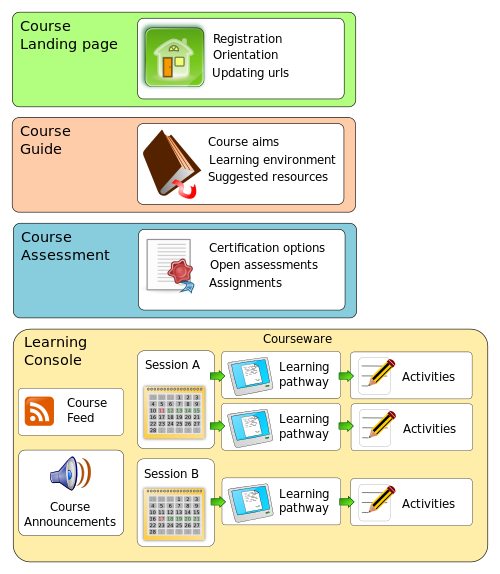 Course
Landing page
Registration
Orientation
Updating urls
Course
Guide
Course aims
Learning environment
Suggested resources
Course
Assessment
Certification options
Open assessments
Assignments
Learning
Console
Courseware
Course
Feed
Course
Announcements
Session A
Learning
pathway
Activities
Learning
pathway
Activities
Session B
Learning
pathway
Activities